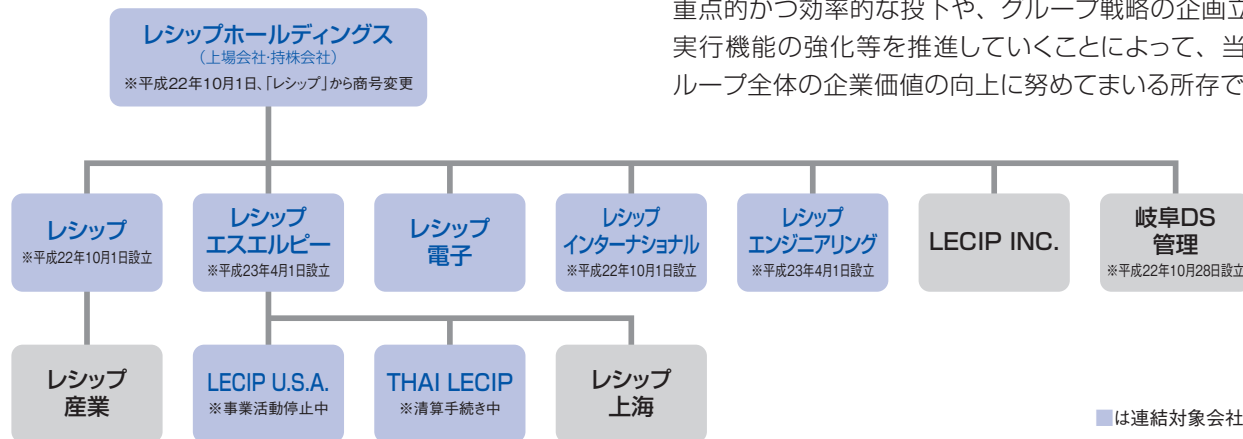 重点的かつ効率的な投下や、グループ戦略の企画立
実行機能の強化等を推進していくことによって、当
ループ全体の企業価値の向上に努めてまいる所存で
レシップホールディングス
(上場会社・持株会社)
※平成22年10月1日、「レシップ」から商号変更
レシップ
※平成22年10月1日設立
レシップ
エスエルピー
※平成23年4月1日設立
レシップ
電子
レシップ
インターナショナル
※平成22年10月1日設立
レシップ
エンジニアリング
※平成23年4月1日設立
LECIP INC.
岐阜DS
管理
※平成22年10月28日設立
レシップ
産業
LECIP U.S.A.
※事業活動停止中
THAI LECIP
※清算手続き中
レシップ
上海
■は連結対象会社